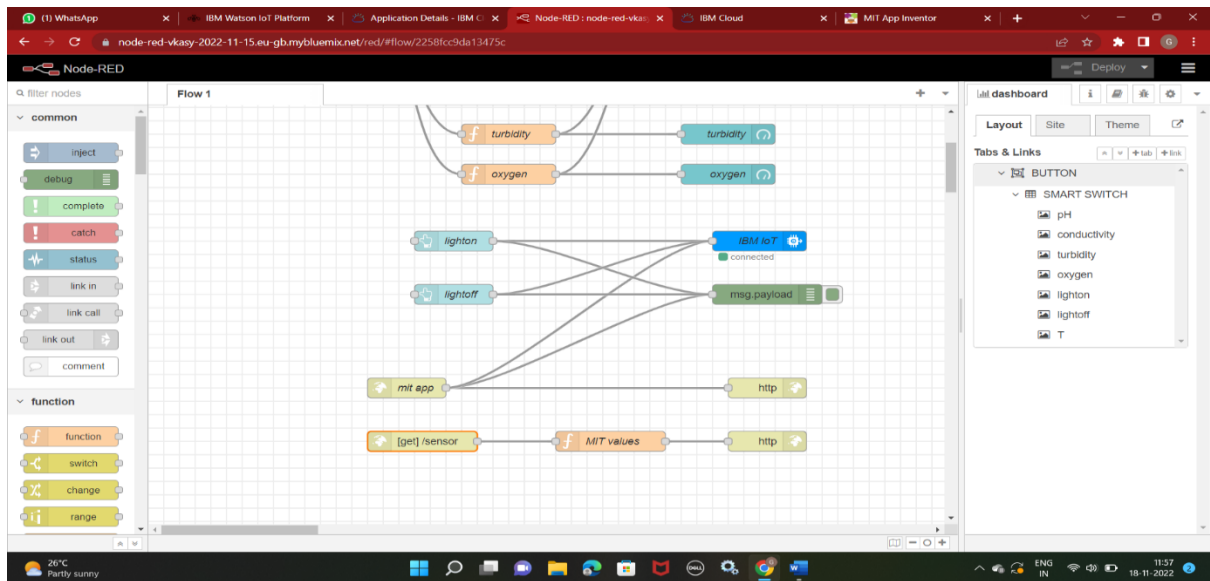 (1) WhatsApp
IBM Watson IoT Platform
Application Details - IBM Cl
Node-RED : node-red-vkas
IBM Cloud
MIT App Inventor
node-red-vkasy-2022-11-15.eu-gb.mybluemix.net/red/#flow/2258fcc9da13475c
G
Node-RED
Deploy
filter nodes
Flow 1
dashboard
i
common
inject
debug
complete
catch
status
link in
link call
link out
comment
function
function
switch
change
range
turbidity
turbidity
oxygen
oxygen
lighton
IBM IoT
connected
lightoff
msg.payload
mit app
http
[get] /sensor
MIT values
http
Layout
Site
Theme
Tabs & Links
+ tab
+ link
BUTTON
SMART SWITCH
pH
conductivity
turbidity
oxygen
lighton
lightoff
T
26°C
Partly sunny
DELL
ENG
IN
11:57
18-11-2022
2